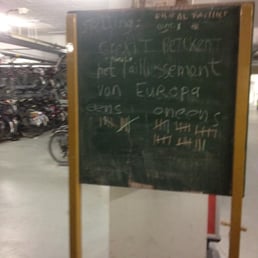 GREXIT BETEKENT
het faillissement
van EUROPA
eens oneens